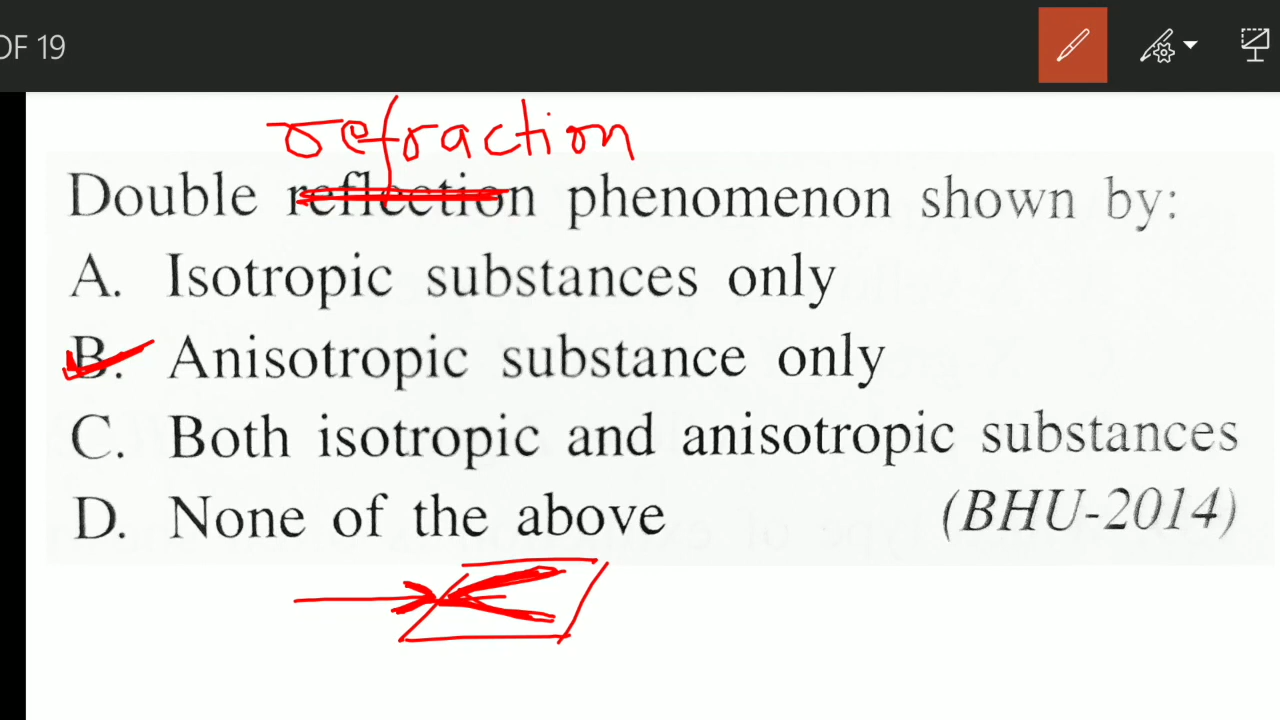 OF 19
refraction
Double reflection phenomenon shown by:
A. Isotropic substances only
B. Anisotropic substance only
C. Both isotropic and anisotropic substances
D. None of the above (BHU-2014)